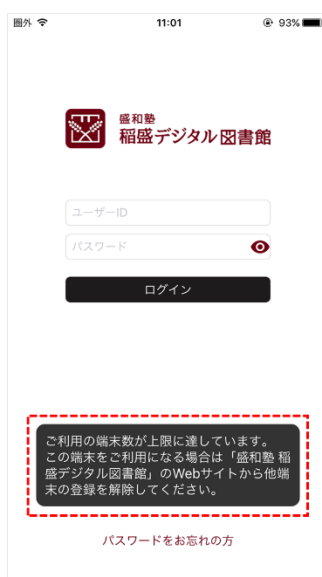 圏外 11:01 93%
盛和塾
稲盛デジタル図書館
ユーザーID
パスワード
ログイン
ご利用の端末数が上限に達しています。
この端末をご利用になる場合は「盛和塾 稲
盛デジタル図書館」のWebサイトから他端
末の登録を解除してください。
パスワードをお忘れの方